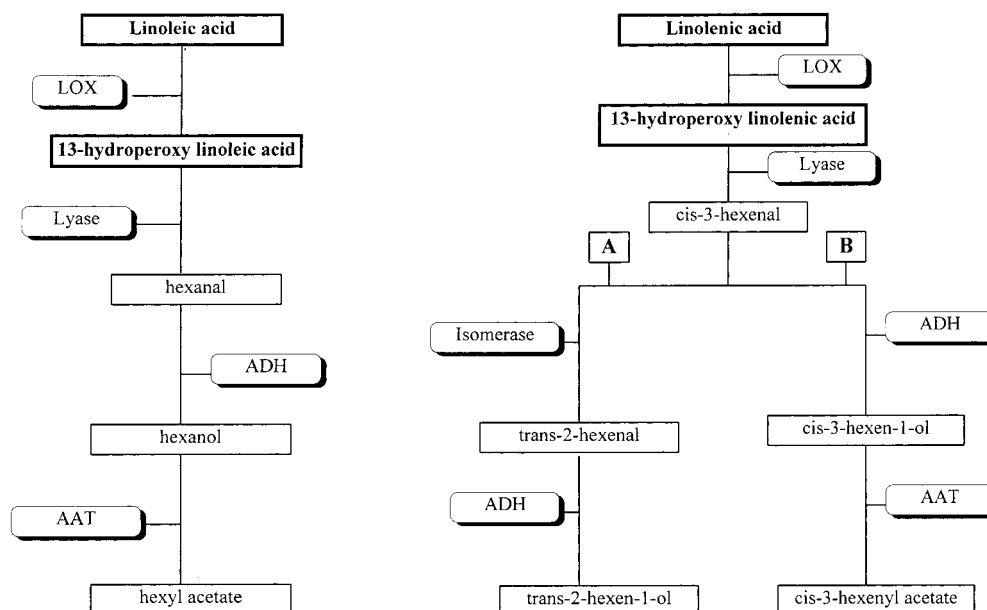 Linoleic acid
LOX
13-hydroperoxy linoleic acid
Lyase
hexanal
ADH
hexanol
AAT
hexyl acetate
Linolenic acid
LOX
13-hydroperoxy linolenic acid
Lyase
cis-3-hexenal
A
B
Isomerase
ADH
trans-2-hexenal
cis-3-hexen-1-ol
ADH
AAT
trans-2-hexen-1-ol
cis-3-hexenyl acetate